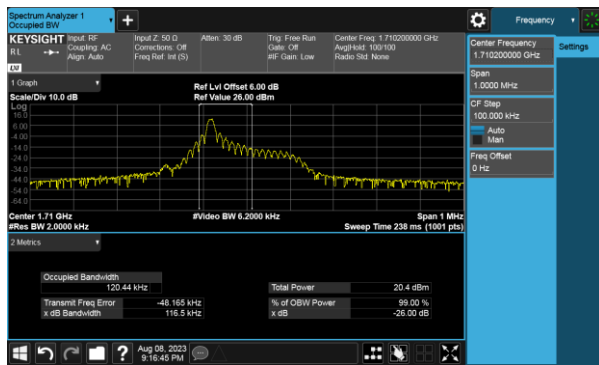 Spectrum Analyzer 1
Occupied BW
Frequency
KEYSIGHT
RL
Input: RF
Coupling: AC
Align: Auto
Input Z: 50 Ω
Corrections: Off
Freq Ref: Int (S)
Atten: 30 dB
Trig: Free Run
Gate: Off
#IF Gain: Low
Center Freq: 1.710200000 GHz
Avg|Hold: 100/100
Radio Std: None
Center Frequency
1.710200000 GHz
Settings
Span
1.0000 MHz
CF Step
100.000 kHz
Auto
Man
Freq Offset
0 Hz
1 Graph
Scale/Div 10.0 dB
Ref Lvl Offset 6.00 dB
Ref Value 26.00 dBm
Log
16.0
6.00
-4.00
-14.0
-24.0
-34.0
-44.0
-54.0
-64.0
Center 1.71 GHz
#Video BW 6.2000 kHz
Span 1 MHz
#Res BW 2.0000 kHz
Sweep Time 238 ms (1001 pts)
2 Metrics
Occupied Bandwidth
120.44 kHz
Total Power
20.4 dBm
Transmit Freq Error
-48.165 kHz
% of OBW Power
99.00 %
x dB Bandwidth
116.5 kHz
x dB
-26.00 dB
Aug 08, 2023
9:16:45 PM